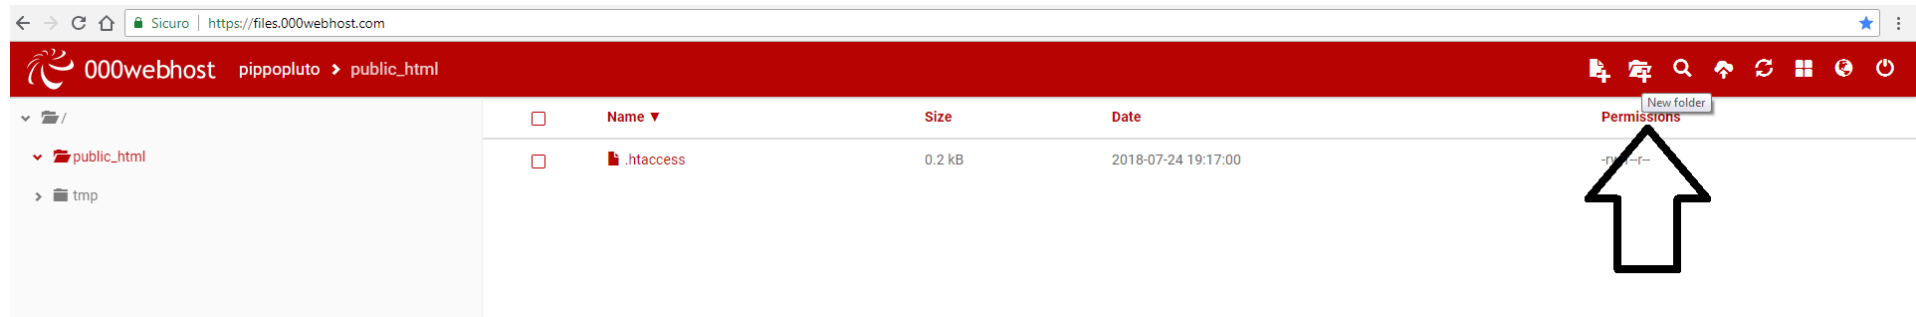 Sicuro https://files.000webhost.com
000webhost pippopluto > public_html
New folder
/
Name ▼ Size Date Permissions
public_html
.htaccess 0.2 kB 2018-07-24 19:17:00
tmp